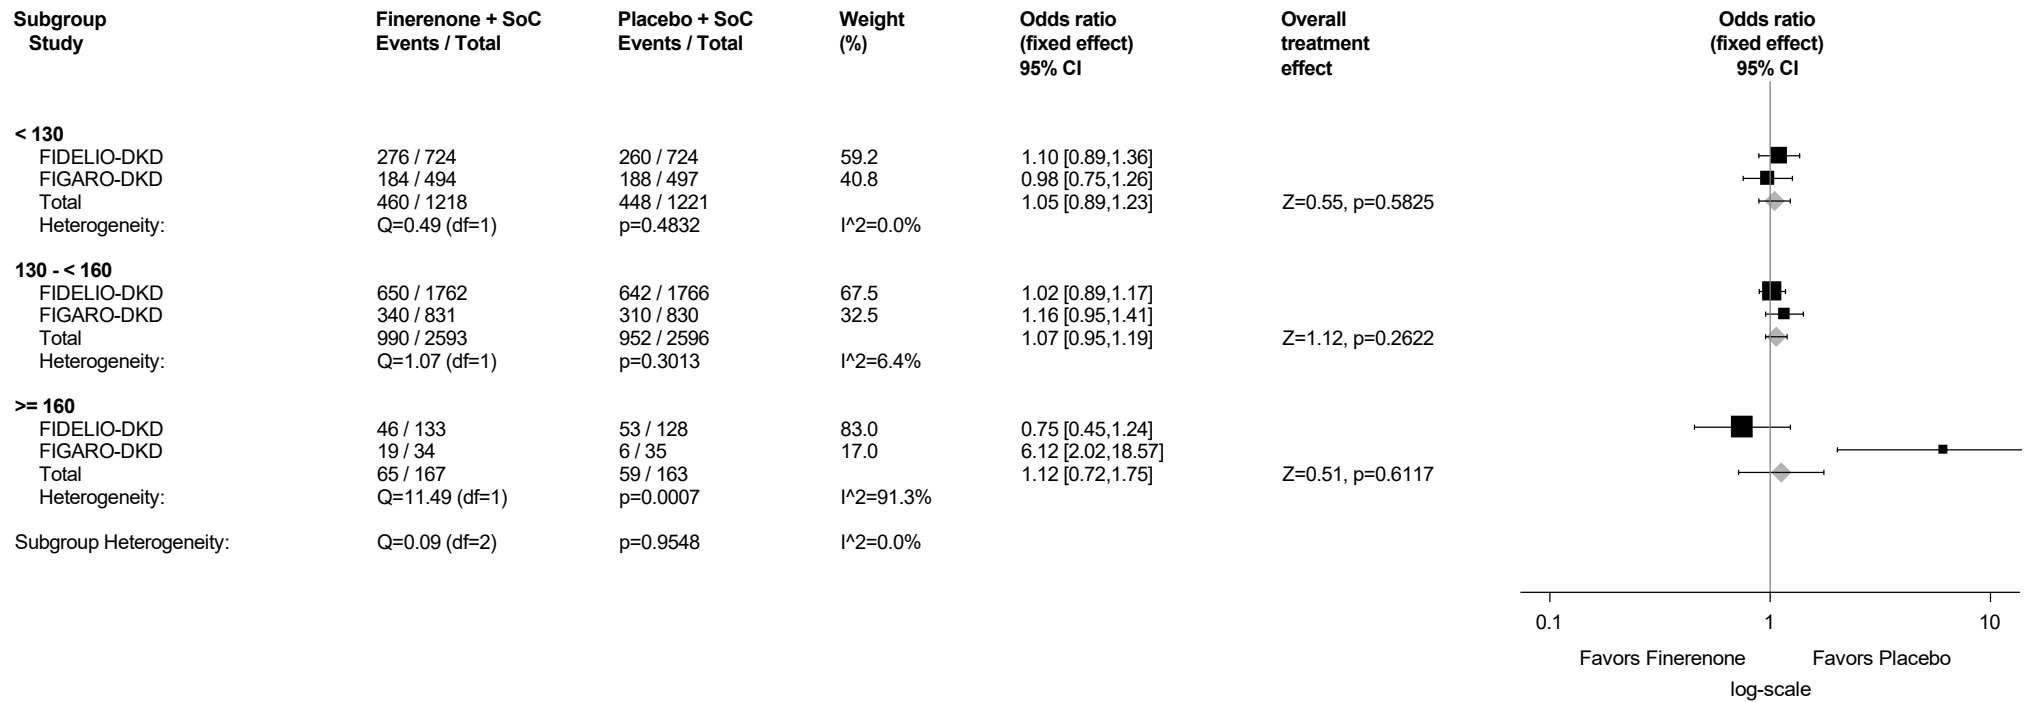 Subgroup Finerenone + SoC Placebo + SoC Weight Odds ratio Overall Odds ratio
Study Events / Total Events / Total (%) (fixed effect) treatment (fixed effect)
95% CI effect 95% CI
< 130
FIDELIO-DKD 276 / 724 260 / 724 59.2 1.10 [0.89,1.36]
FIGARO-DKD 184 / 494 188 / 497 40.8 0.98 [0.75,1.26]
Total 460 / 1218 448 / 1221 1.05 [0.89,1.23] Z=0.55, p=0.5825
Heterogeneity: Q=0.49 (df=1) p=0.4832 I^2=0.0%
130 - < 160
FIDELIO-DKD 650 / 1762 642 / 1766 67.5 1.02 [0.89,1.17]
FIGARO-DKD 340 / 831 310 / 830 32.5 1.16 [0.95,1.41]
Total 990 / 2593 952 / 2596 1.07 [0.95,1.19] Z=1.12, p=0.2622
Heterogeneity: Q=1.07 (df=1) p=0.3013 I^2=6.4%
>= 160
FIDELIO-DKD 46 / 133 53 / 128 83.0 0.75 [0.45,1.24]
FIGARO-DKD 19 / 34 6 / 35 17.0 6.12 [2.02,18.57]
Total 65 / 167 59 / 163 1.12 [0.72,1.75] Z=0.51, p=0.6117
Heterogeneity: Q=11.49 (df=1) p=0.0007 I^2=91.3%
Subgroup Heterogeneity: Q=0.09 (df=2) p=0.9548 I^2=0.0%
0.1 1 10
Favors Finerenone Favors Placebo
log-scale